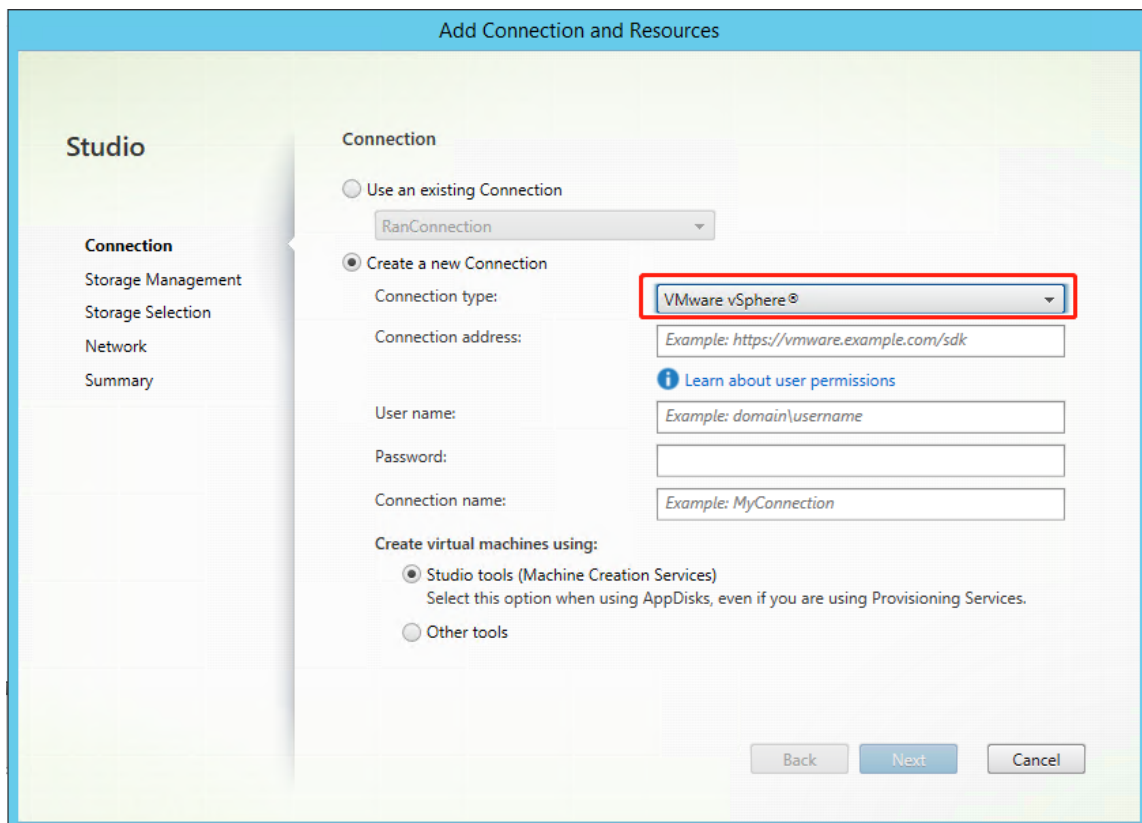 Add Connection and Resources
Studio
Connection
Storage Management
Storage Selection
Network
Summary
Connection
Use an existing Connection
RanConnection
Create a new Connection
Connection type:
VMware vSphere®
Connection address:
Example: https://vmware.example.com/sdk
Learn about user permissions
User name:
Example: domain\username
Password:
Connection name:
Example: MyConnection
Create virtual machines using:
Studio tools (Machine Creation Services)
Select this option when using AppDisks, even if you are using Provisioning Services.
Other tools
Back
Next
Cancel